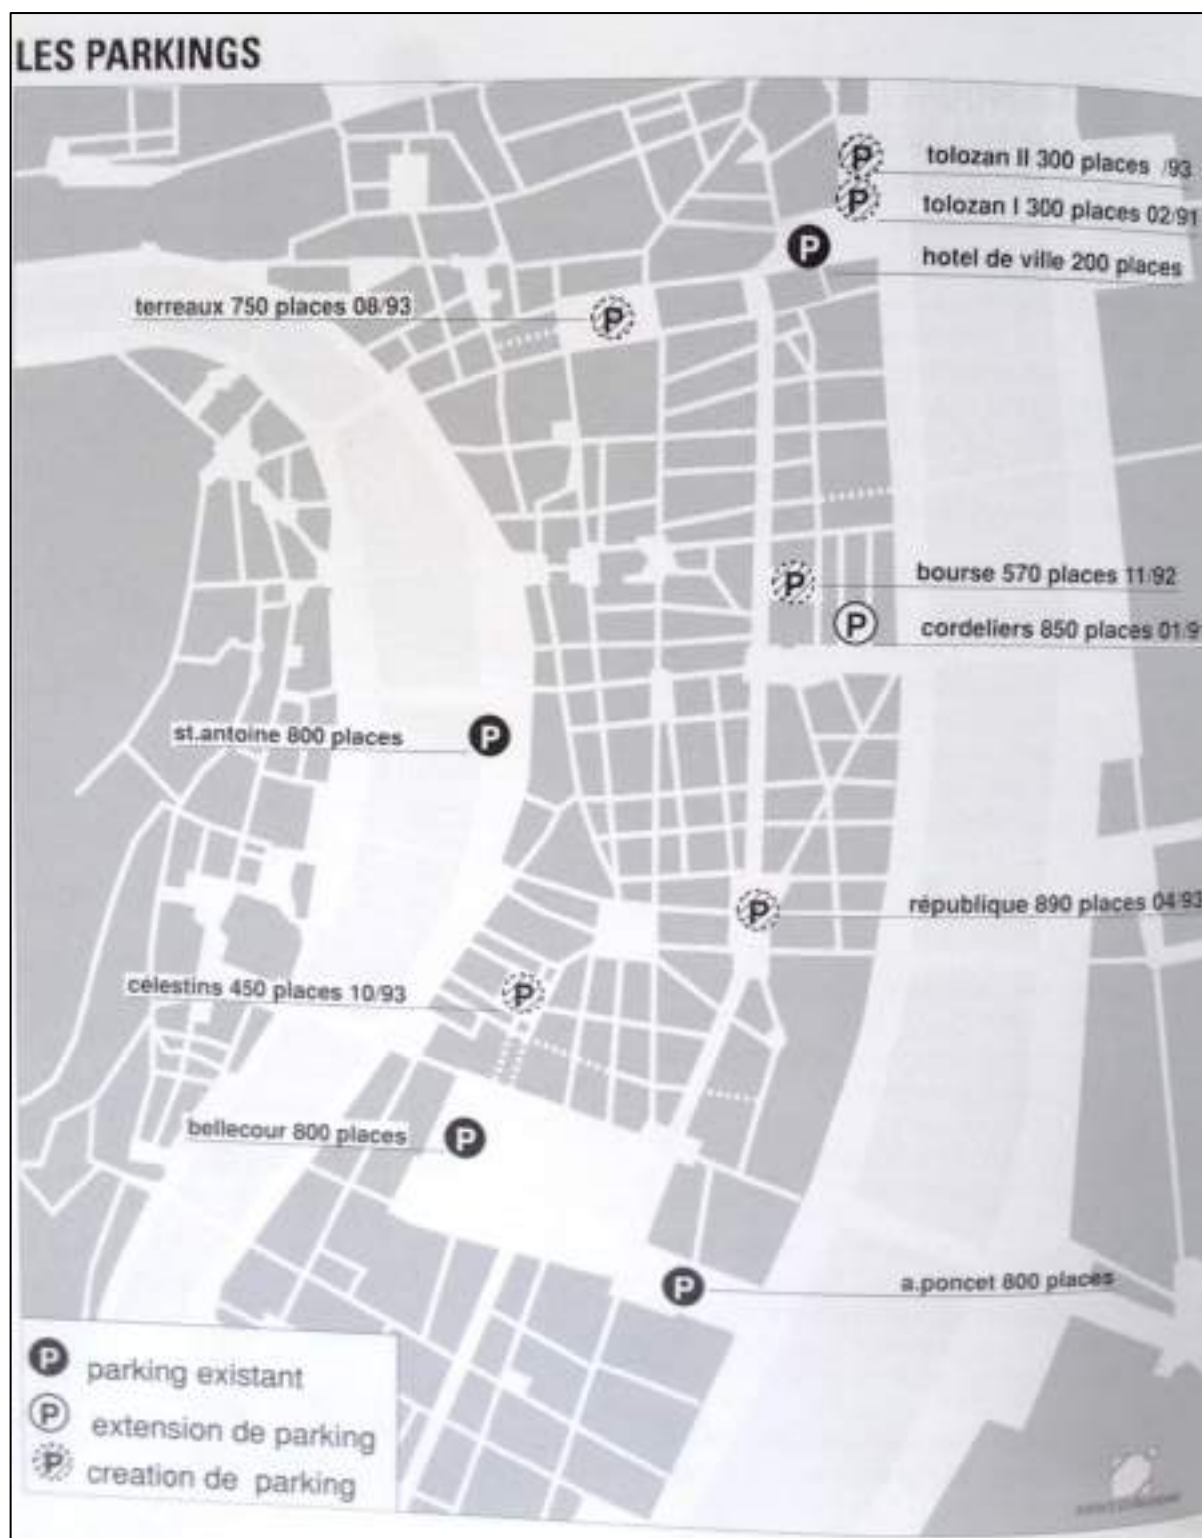 LES PARKINGS
tolozan II 300 places /93
tolozan I 300 places 02/91
hotel de ville 200 places
terreaux 750 places 08/93
bourse 570 places 11/92
cordeliers 850 places 01/9
st.antoine 800 places
république 890 places 04/93
célestins 450 places 10/93
bellecour 800 places
a.poncet 800 places
P parking existant
P extension de parking
P creation de parking
P
P
P
P
P
P
P
P
P
P
P